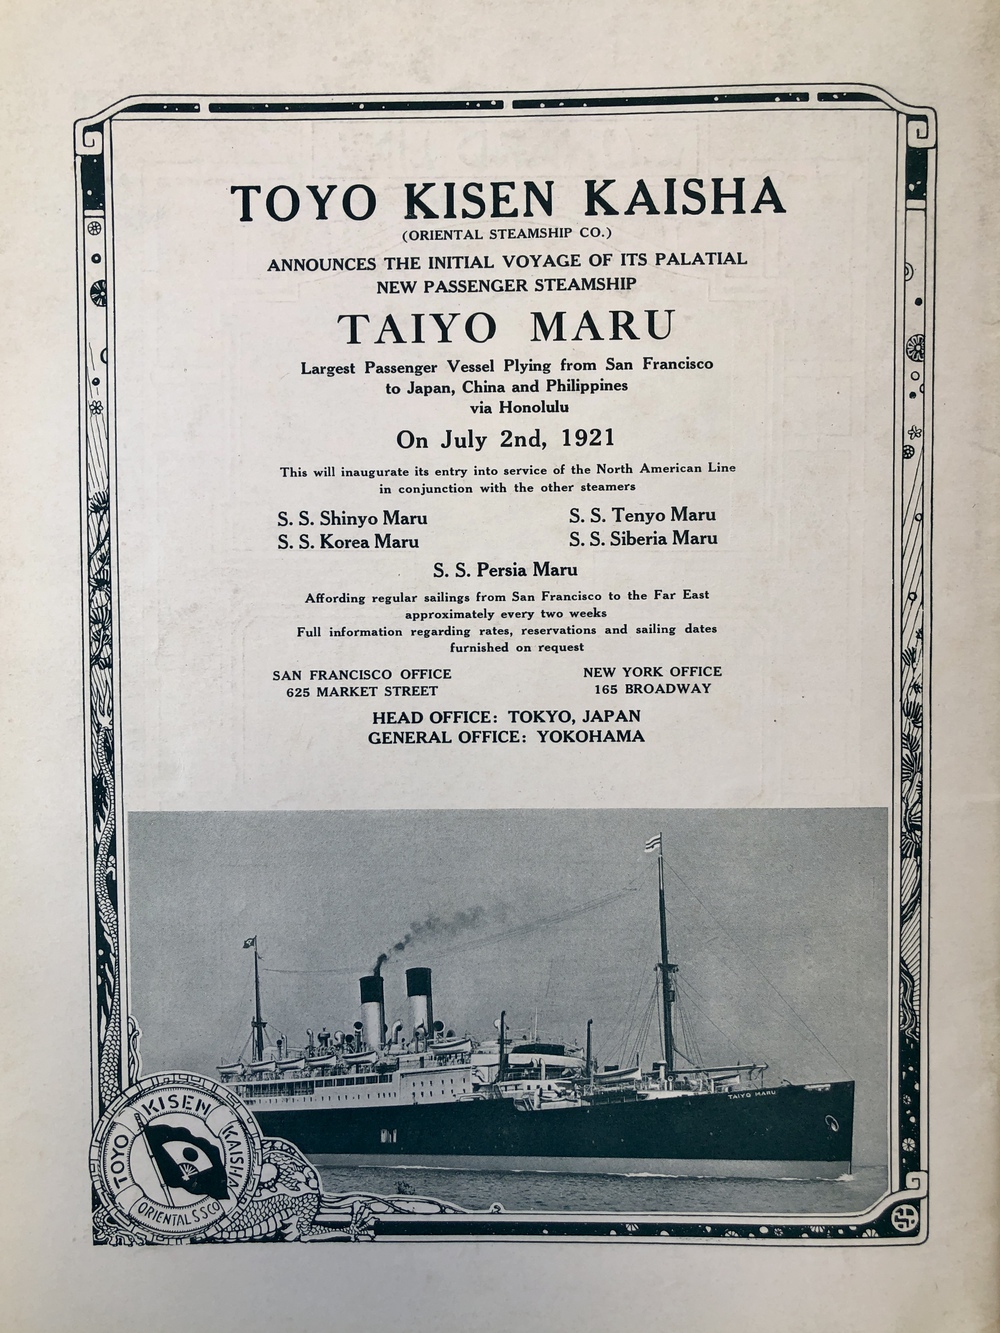 TOYO KISEN KAISHA
(ORIENTAL STEAMSHIP CO.)
ANNOUNCES THE INITIAL VOYAGE OF ITS PALATIAL
NEW PASSENGER STEAMSHIP
TAIYO MARU
Largest Passenger Vessel Plying from San Francisco
to Japan, China and Philippines
via Honolulu
On July 2nd, 1921
This will inaugurate its entry into service of the North American Line
in conjunction with the other steamers
S. S. Shinyo Maru
S. S. Tenyo Maru
S. S. Korea Maru
S. S. Siberia Maru
S. S. Persia Maru
Affording regular sailings from San Francisco to the Far East
approximately every two weeks
Full information regarding rates, reservations and sailing dates
furnished on request
SAN FRANCISCO OFFICE
625 MARKET STREET
NEW YORK OFFICE
165 BROADWAY
HEAD OFFICE: TOKYO, JAPAN
GENERAL OFFICE: YOKOHAMA
TAIYO MARU
TOYO KISEN KAISHA
ORIENTAL S.S.CO